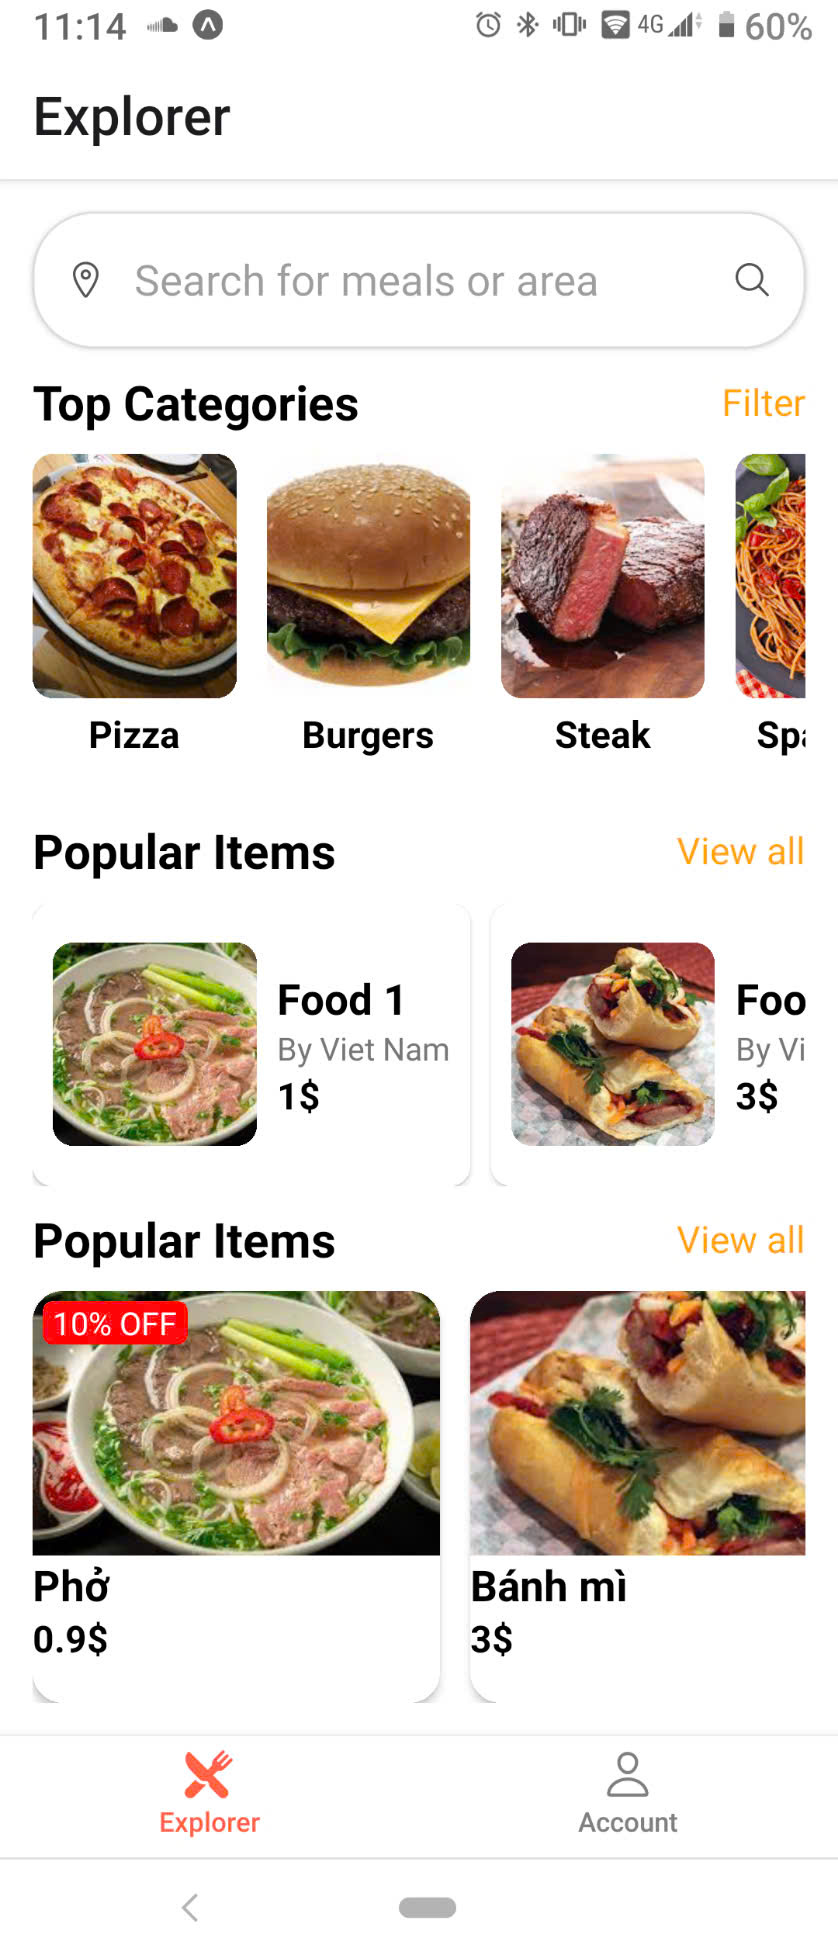 11:14
4G 60%
Explorer
Search for meals or area
Top Categories Filter
Pizza Burgers Steak Spa
Popular Items View all
Food 1 Foo
By Viet Nam By Vi
1$ 3$
Popular Items View all
10% OFF
Phở Bánh mì
0.9$ 3$
Explorer Account